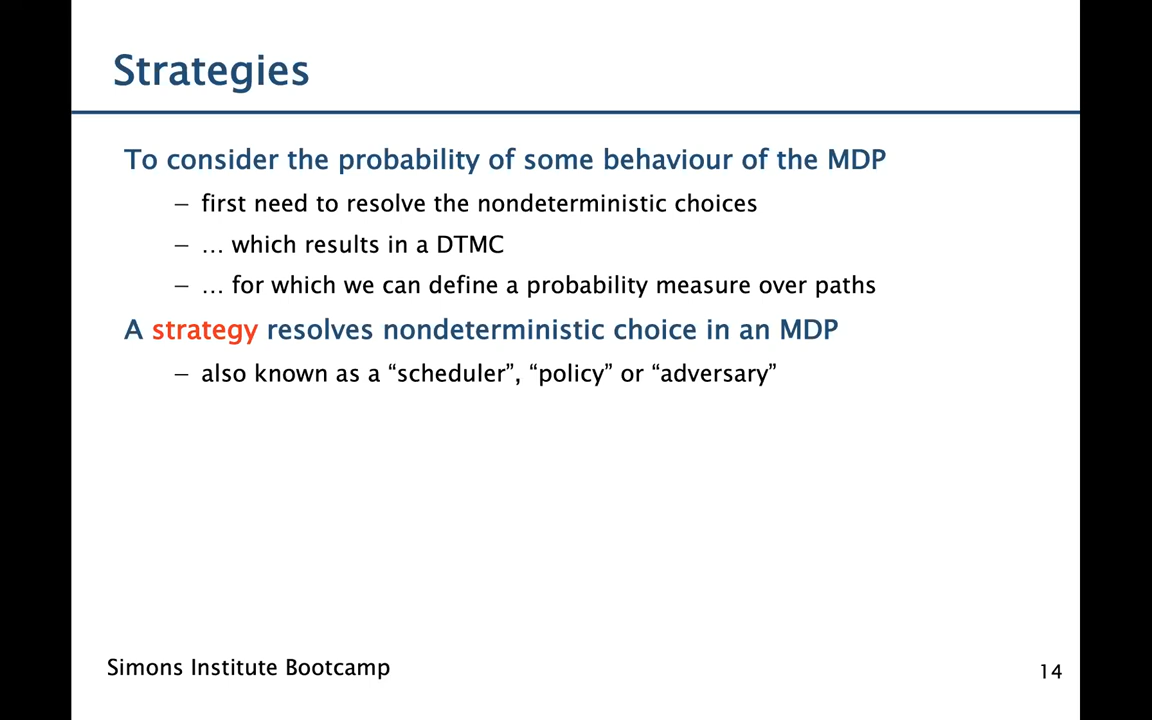 Strategies
To consider the probability of some behaviour of the MDP
– first need to resolve the nondeterministic choices
– … which results in a DTMC
– … for which we can define a probability measure over paths
A strategy resolves nondeterministic choice in an MDP
– also known as a “scheduler”, “policy” or “adversary”
Simons Institute Bootcamp
14